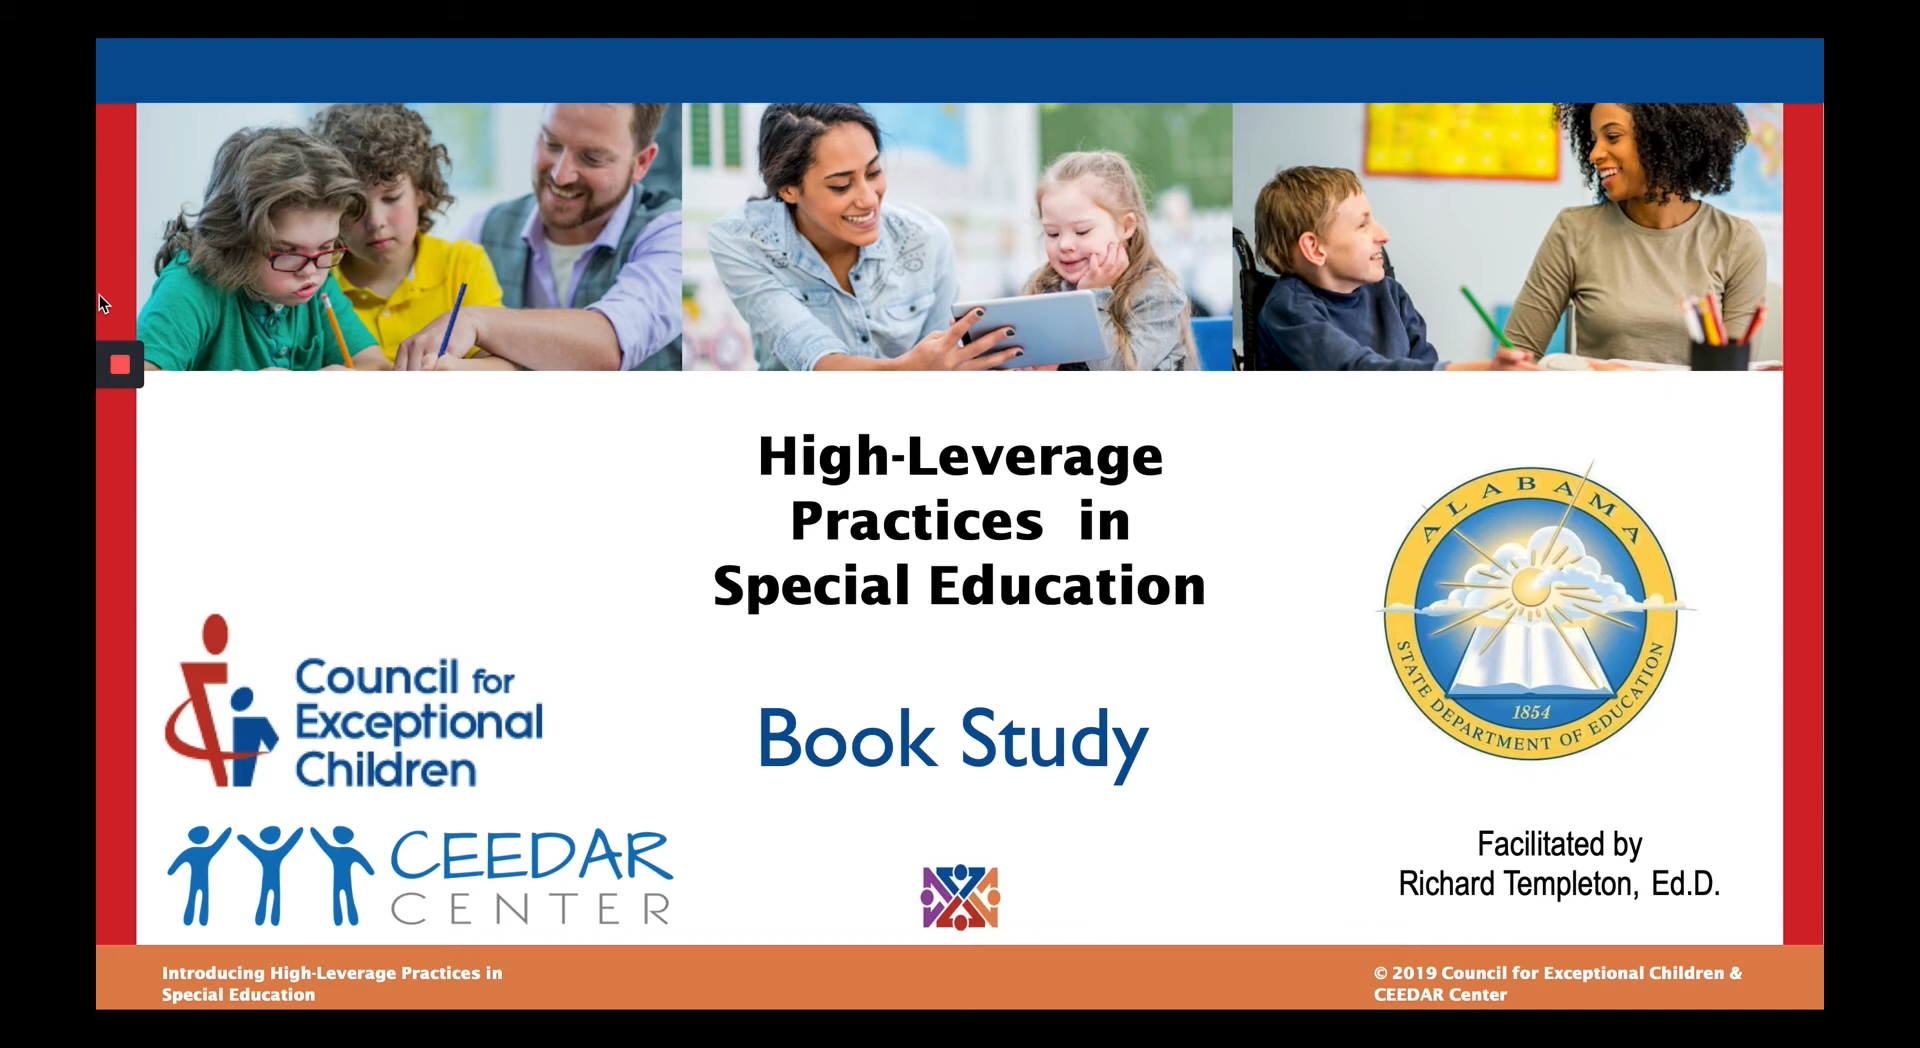 High-Leverage
Practices in
Special Education
Book Study
Council for
Exceptional
Children
CEEDAR
CENTER
ALABAMA
STATE DEPARTMENT OF EDUCATION
1854
Facilitated by
Richard Templeton, Ed.D.
Introducing High-Leverage Practices in
Special Education
© 2019 Council for Exceptional Children &
CEEDAR Center